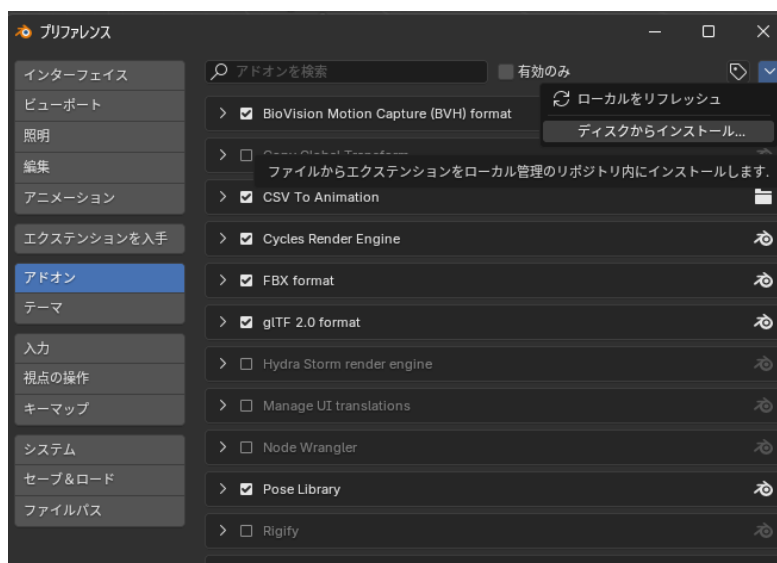 プリファレンス
インターフェイス
ビューポート
照明
編集
アニメーション
エクステンションを入手
アドオン
テーマ
入力
視点の操作
キーマップ
システム
セーブ＆ロード
ファイルパス
アドオンを検索
有効のみ
ローカルをリフレッシュ
ディスクからインストール...
ファイルからエクステンションをローカル管理のリポジトリ内にインストールします.
BioVision Motion Capture (BVH) format
Copy Global Transform
CSV To Animation
Cycles Render Engine
FBX format
glTF 2.0 format
Hydra Storm render engine
Manage UI translations
Node Wrangler
Pose Library
Rigify